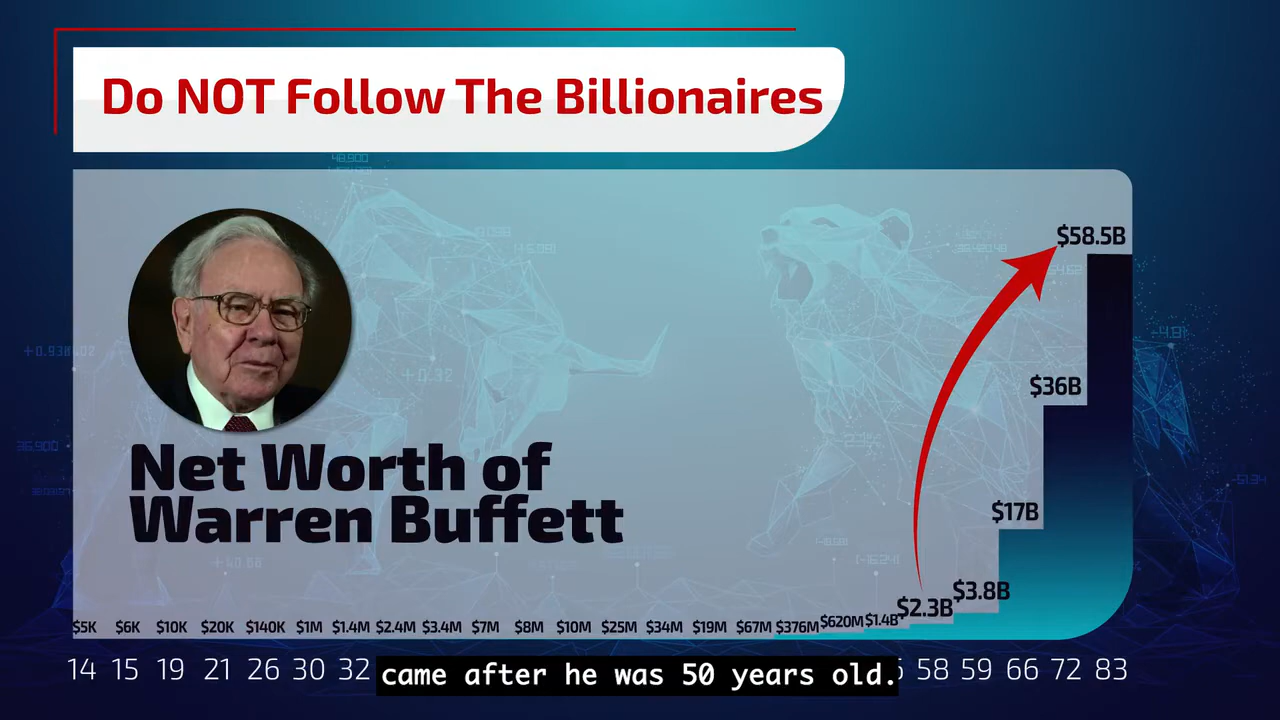 Do NOT Follow The Billionaires
$58.5B
$36B
Net Worth of
Warren Buffett
$17B
$3.8B
$2.3B
$5K $6K $10K $20K $140K $1M $1.4M $2.4M $3.4M $7M $8M $10M $25M $34M $19M $67M $376M $620M $1.4B
14 15 19 21 26 30 32 58 59 66 72 83
came after he was 50 years old.